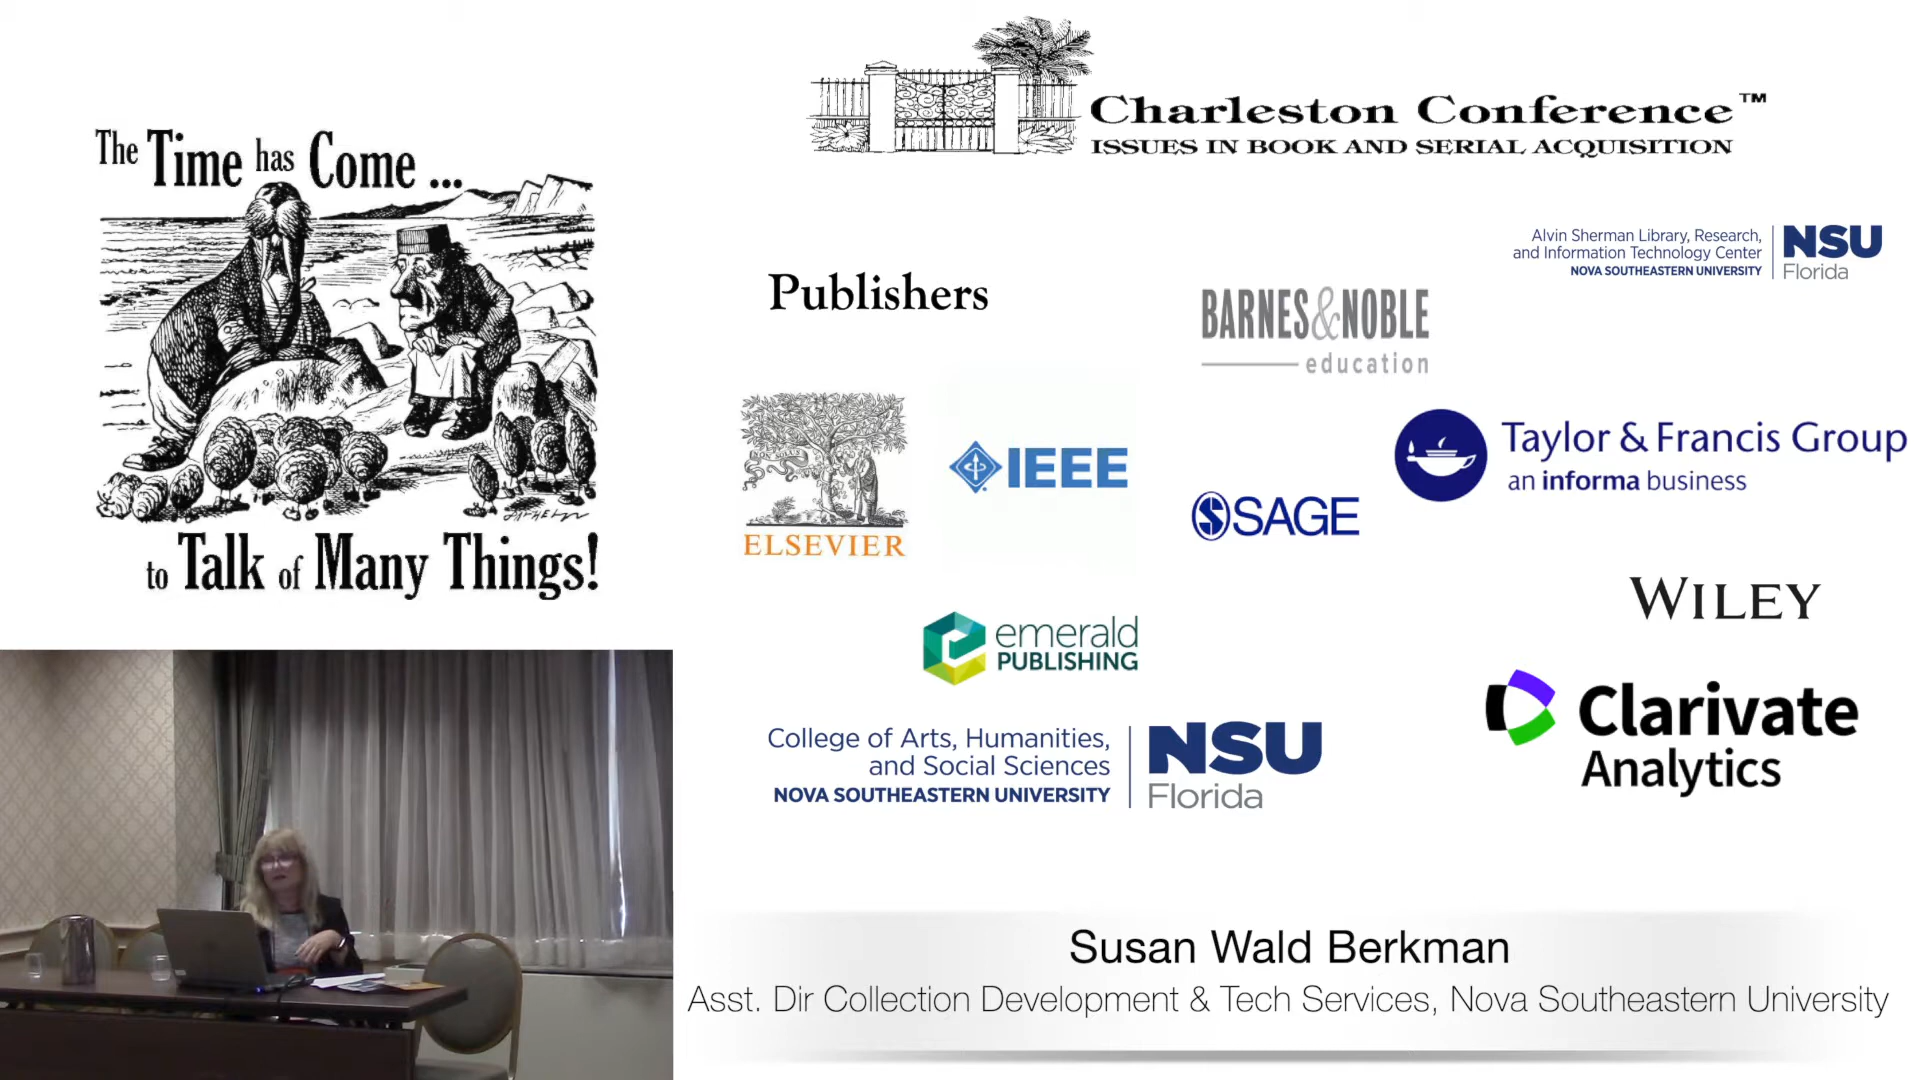 The Time has Come ...
to Talk of Many Things!
Charleston Conference™
ISSUES IN BOOK AND SERIAL ACQUISITION
Alvin Sherman Library, Research,
and Information Technology Center
NOVA SOUTHEASTERN UNIVERSITY
NSU
Florida
Publishers
BARNES&NOBLE
education
ELSEVIER
IEEE
SAGE
Taylor & Francis Group
an informa business
WILEY
emerald
PUBLISHING
College of Arts, Humanities,
and Social Sciences
NOVA SOUTHEASTERN UNIVERSITY
NSU
Florida
Clarivate
Analytics
Susan Wald Berkman
Asst. Dir Collection Development & Tech Services, Nova Southeastern University